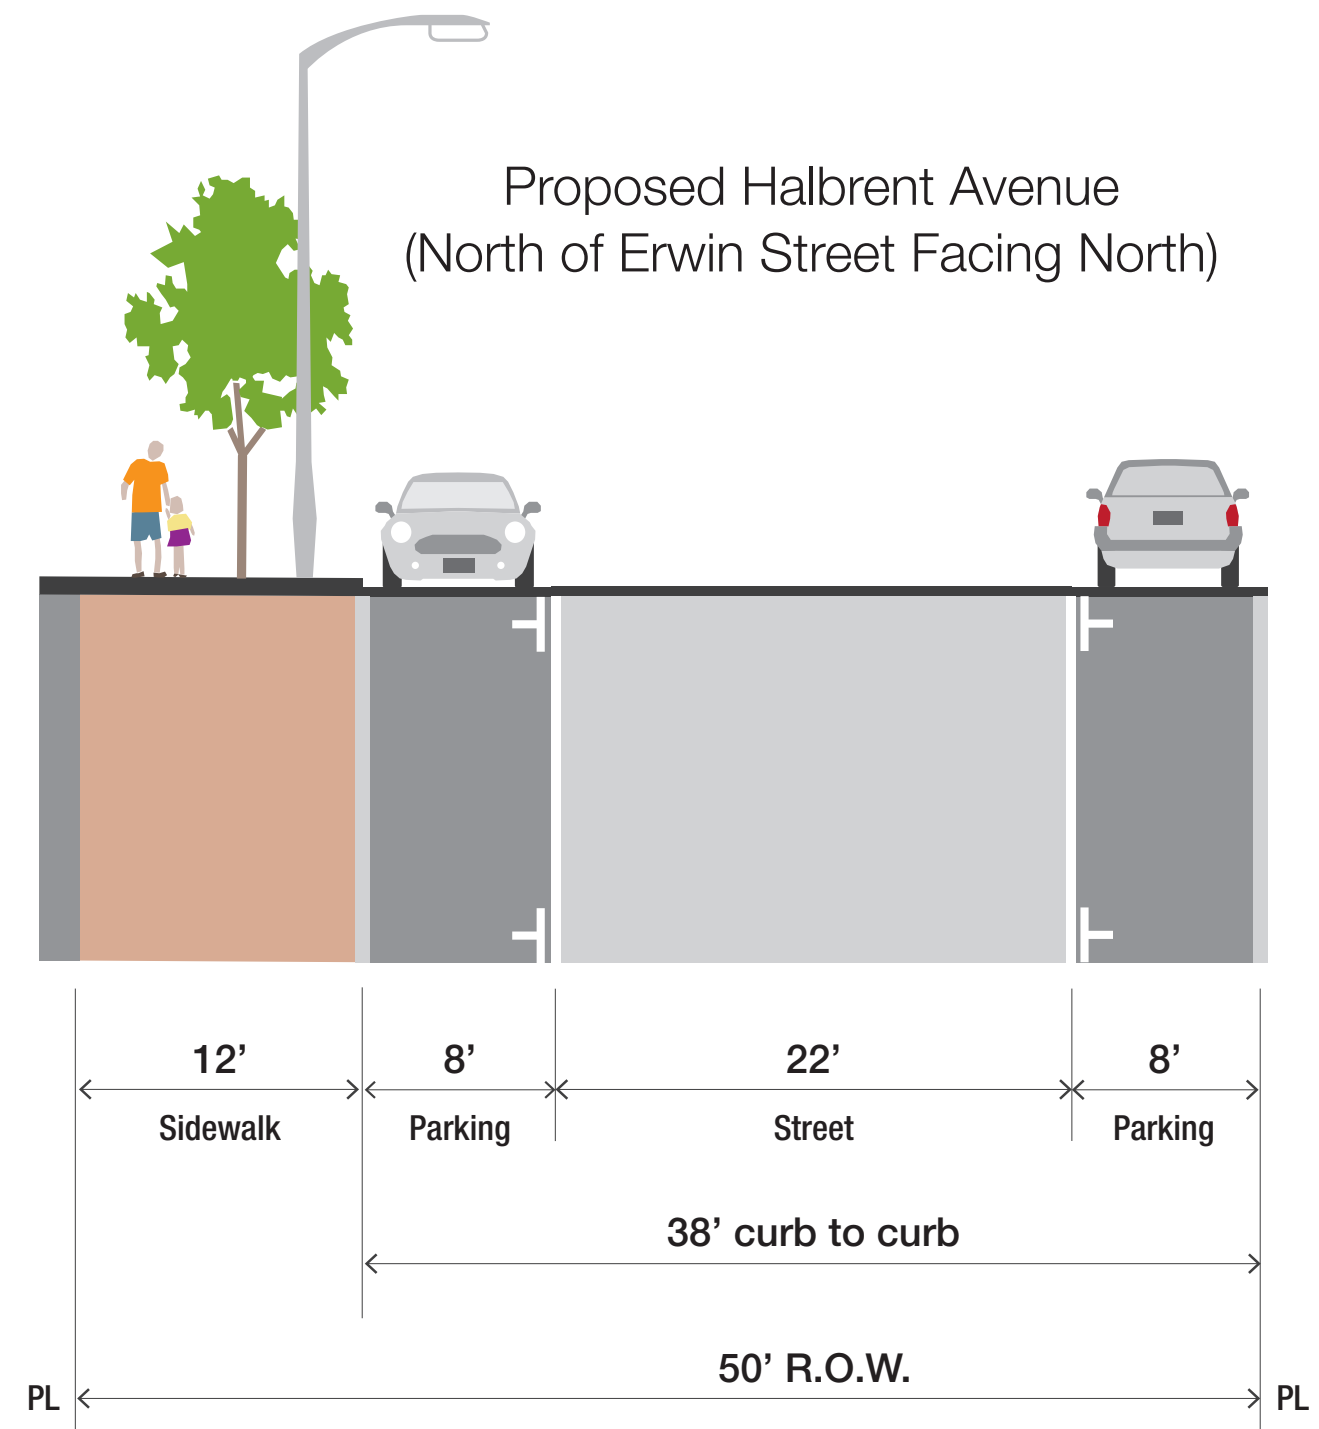 Proposed Halbrent Avenue
(North of Erwin Street Facing North)
12’ 8’ 22’ 8’
Sidewalk Parking Street Parking
38’ curb to curb
50’ R.O.W.
PL PL